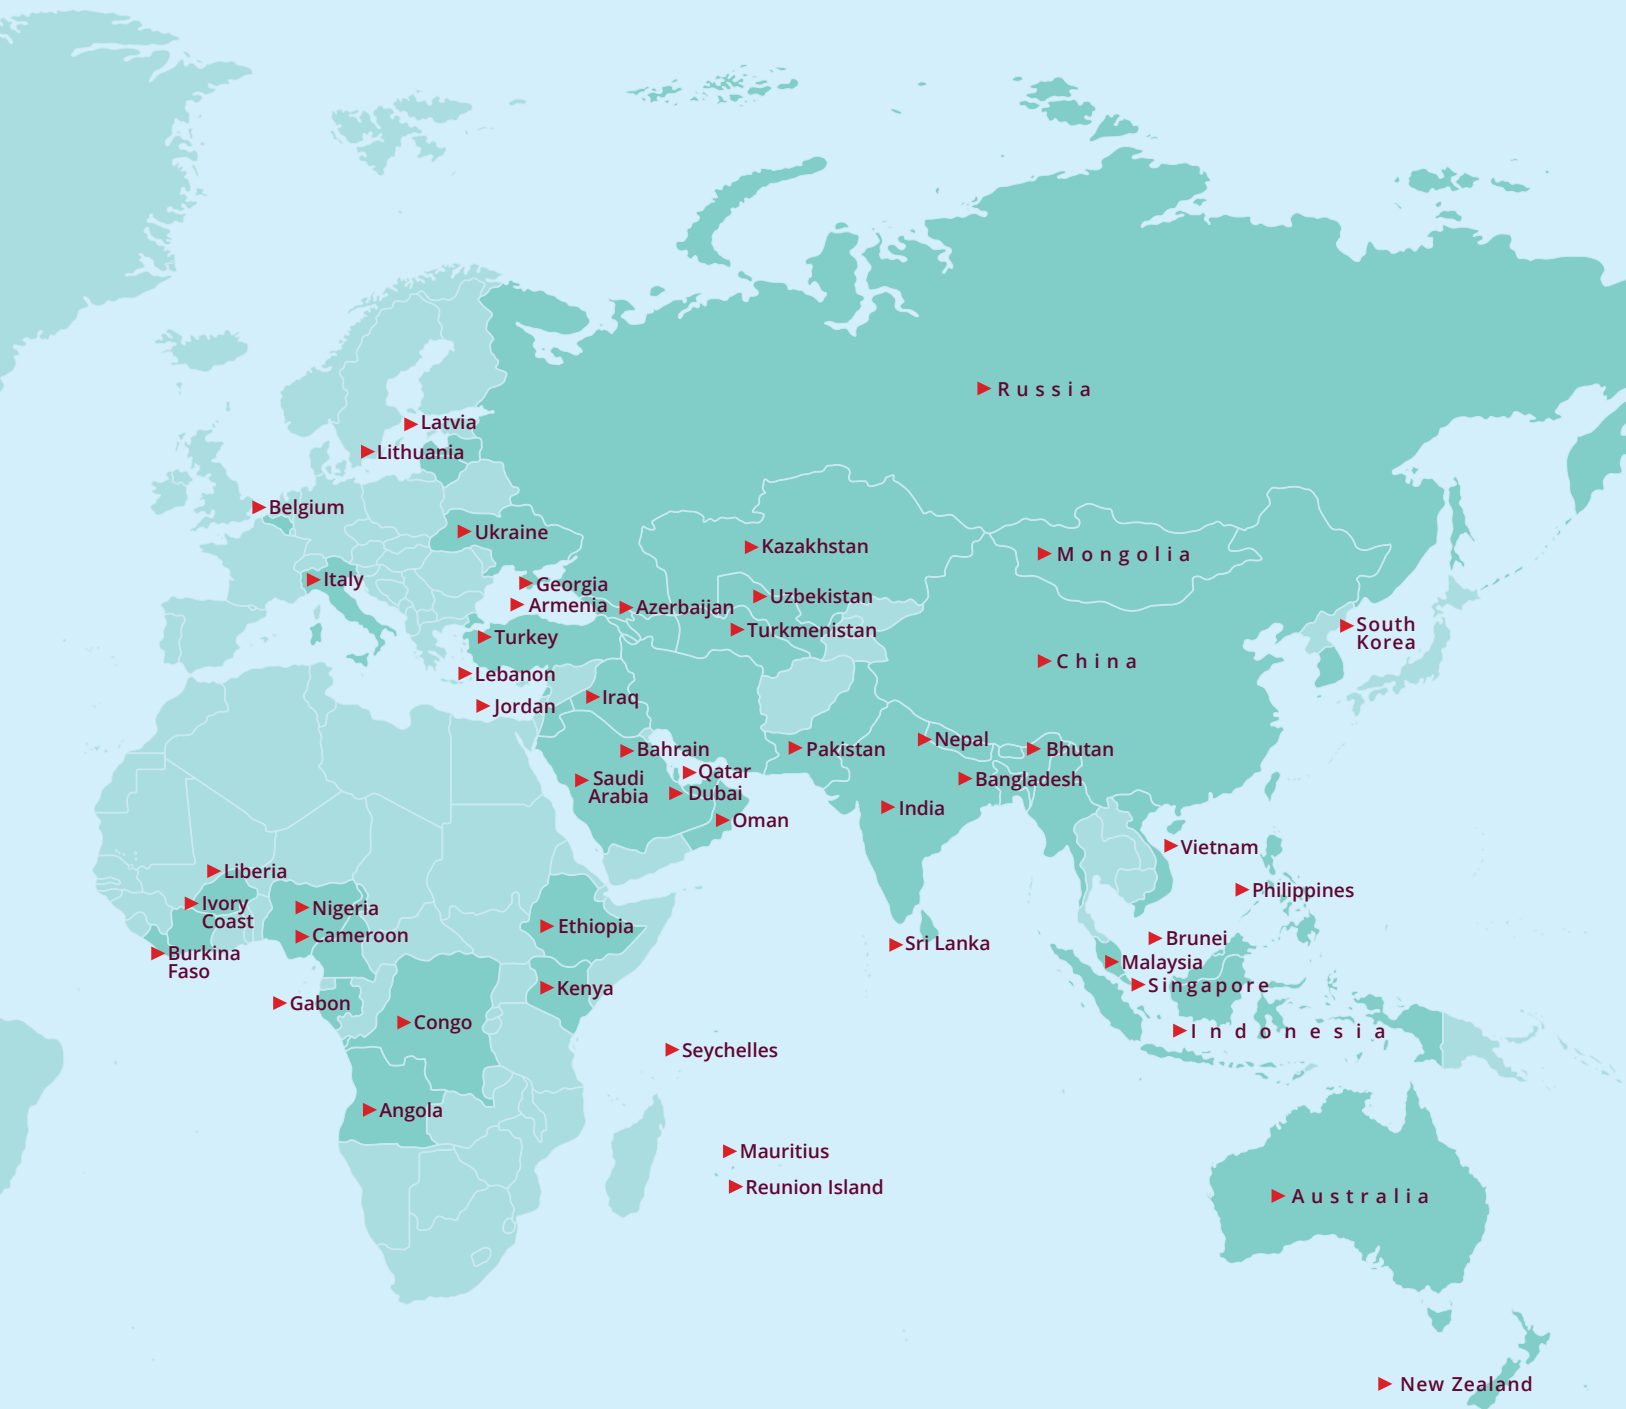 Russia
Latvia
Lithuania
Belgium
Ukraine
Kazakhstan
Mongolia
Italy
Georgia
Uzbekistan
Armenia
Azerbaijan
South
Korea
Turkmenistan
Turkey
China
Lebanon
Iraq
Jordan
Nepal
Bahrain
Pakistan
Bhutan
Qatar
Saudi
Arabia
Bangladesh
Dubai
India
Oman
Vietnam
Liberia
Philippines
Ivory
Coast
Nigeria
Ethiopia
Cameroon
Brunei
Sri Lanka
Burkina
Faso
Malaysia
Singapore
Kenya
Gabon
Congo
Indonesia
Seychelles
Angola
Mauritius
Reunion Island
Australia
New Zealand